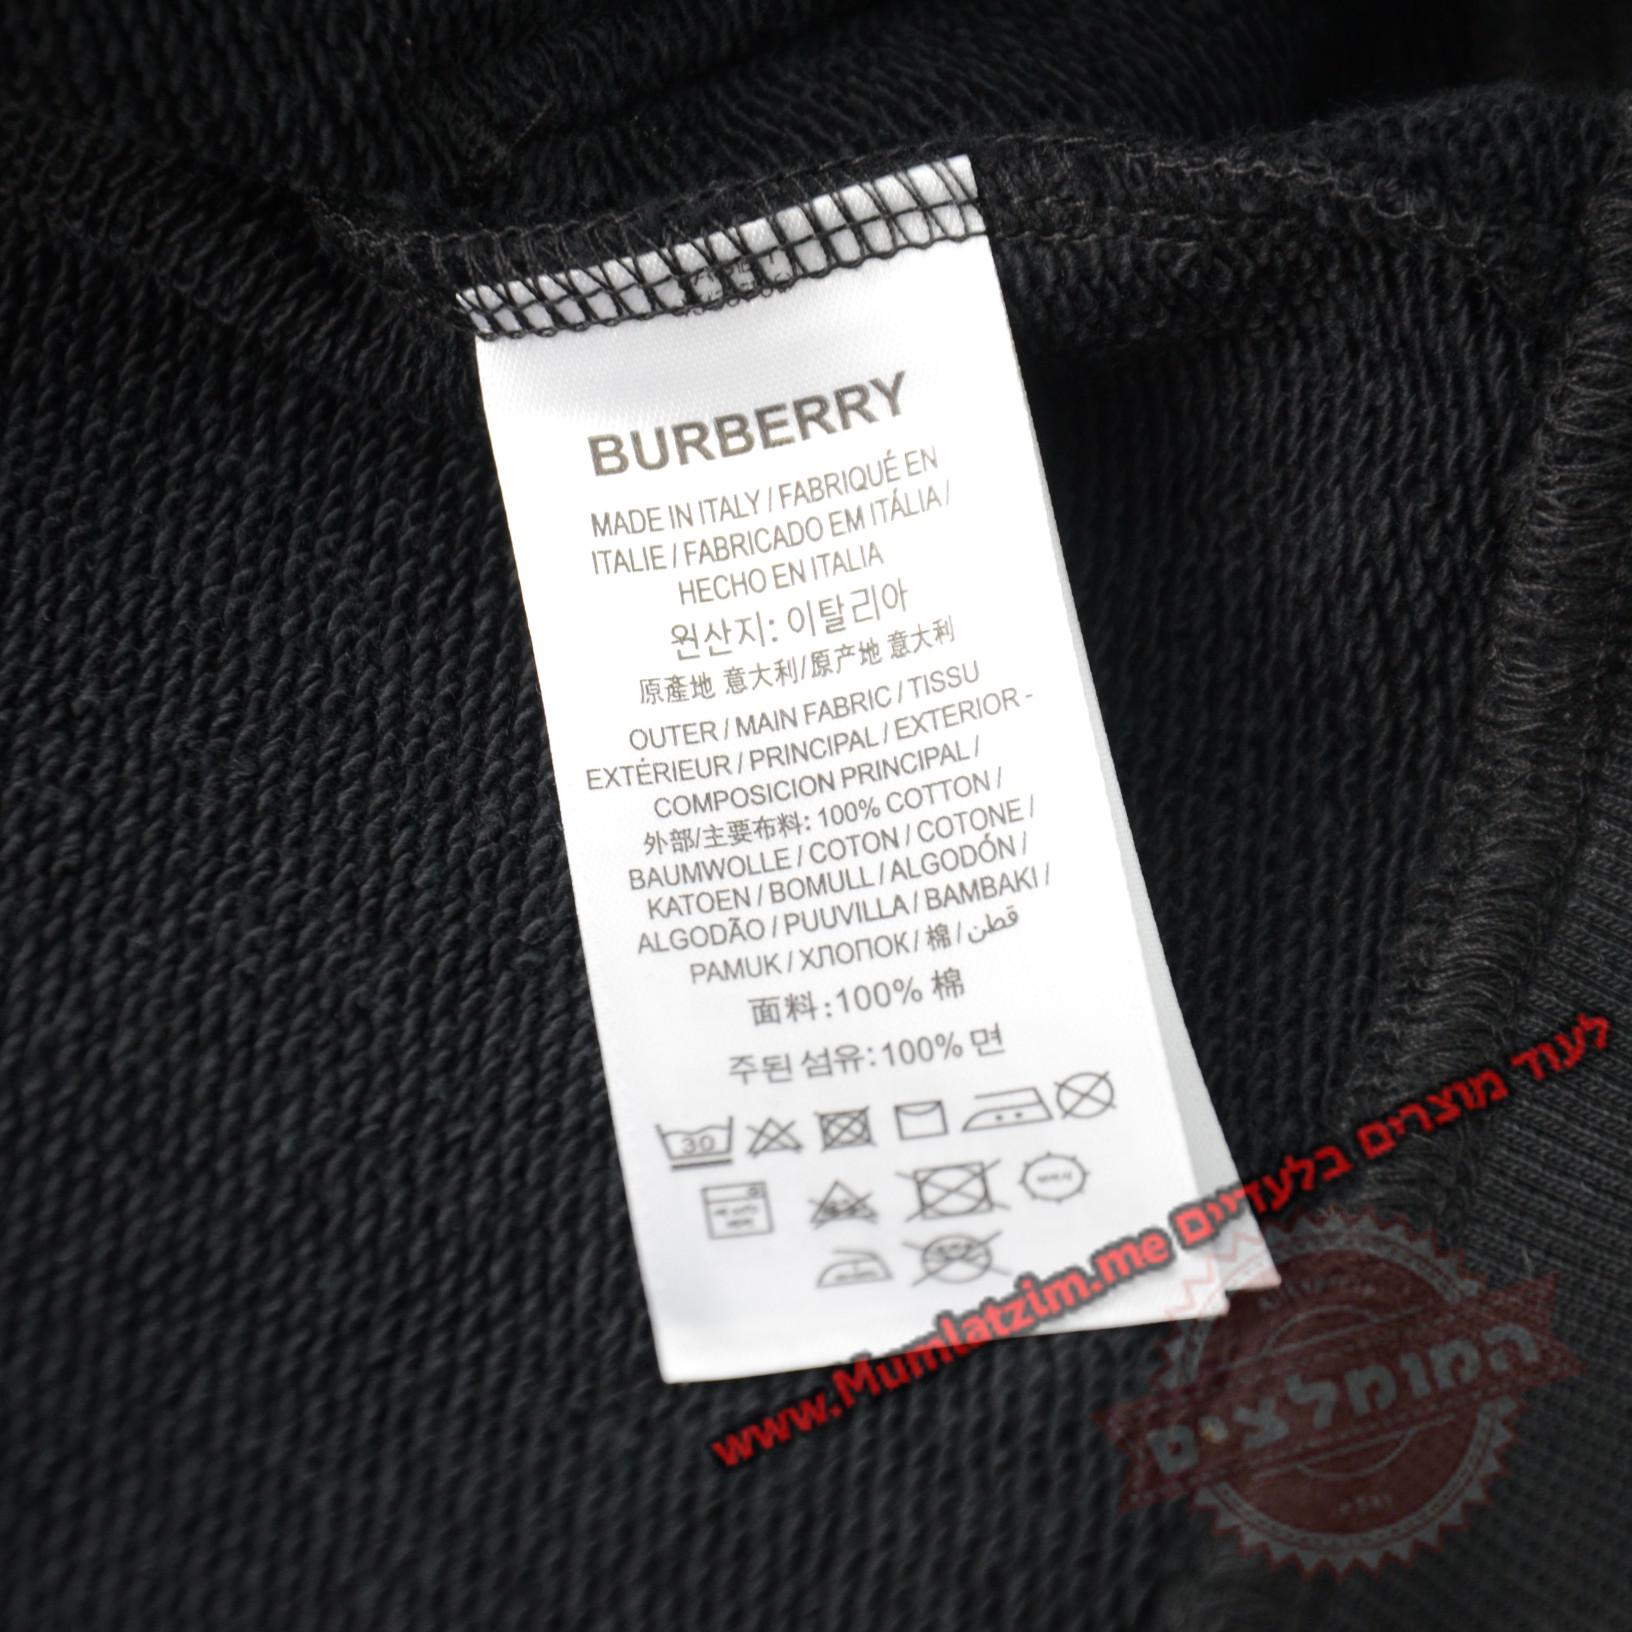 BURBERRY
MADE IN ITALY / FABRIQUÉ EN
ITALIE / FABRICADO EM ITÁLIA /
HECHO EN ITALIA
원산지: 이탈리아
原產地 意大利/原产地 意大利
OUTER / MAIN FABRIC / TISSU
EXTÉRIEUR / PRINCIPAL / EXTERIOR -
COMPOSICION PRINCIPAL /
外部/主要布料: 100% COTTON /
BAUMWOLLE / COTON / COTONE /
KATOEN / BOMULL / ALGODÓN /
ALGODÃO / PUUVILLA / BAMBAKI /
PAMUK / ХЛОПОК / 棉 / قطن
面料:100% 棉
주된 섬유:100% 면
30
לעוד מוצרים בלעדיים www.Mumlatzim.me
המומלצים